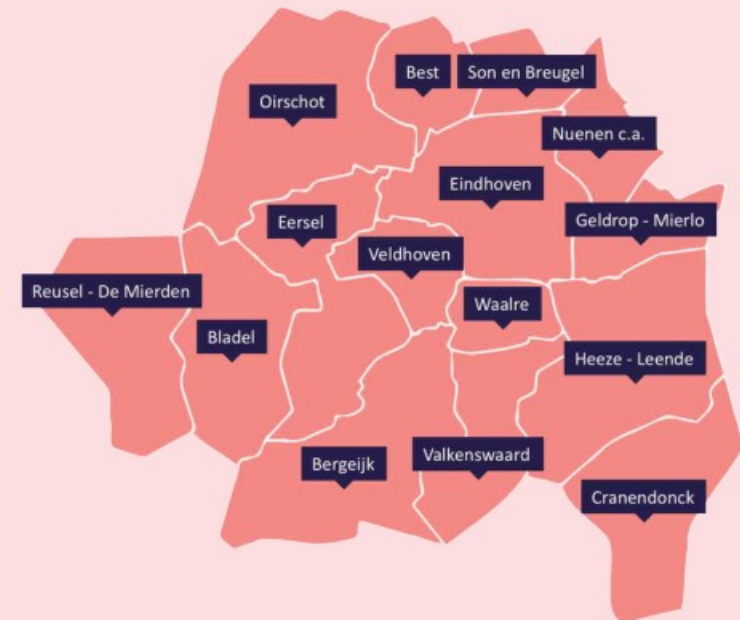 Best
Son en Breugel
Oirschot
Nuenen c.a.
Eindhoven
Eersel
Geldrop - Mierlo
Veldhoven
Reusel - De Mierden
Waalre
Bladel
Heeze - Leende
Bergeijk
Valkenswaard
Cranendonck